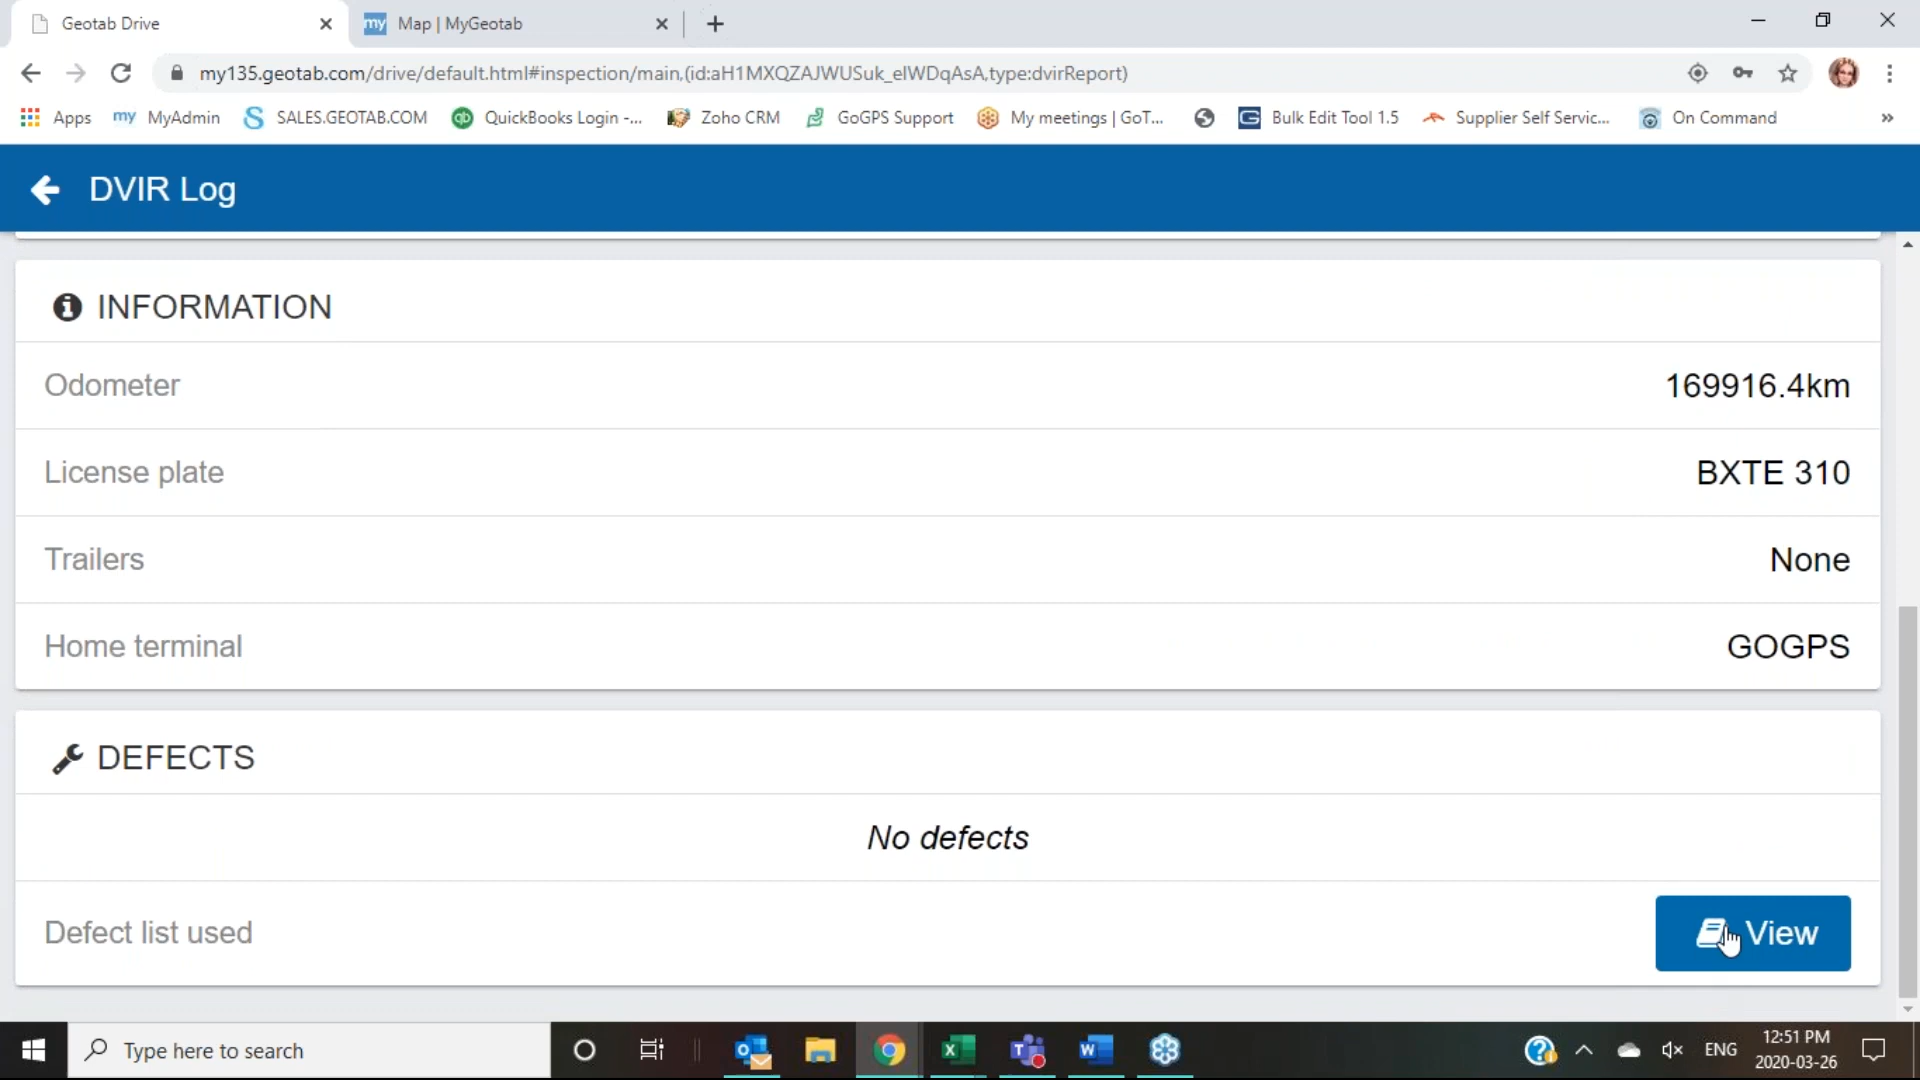 Geotab Drive
my Map | MyGeotab
my135.geotab.com/drive/default.html#inspection/main,(id:aH1MXQZAJWUSuk_elWDqAsA,type:dvirReport)
Apps my MyAdmin SALES.GEOTAB.COM qb QuickBooks Login -... Zoho CRM GoGPS Support My meetings | GoT... Bulk Edit Tool 1.5 Supplier Self Servic... On Command »
DVIR Log
INFORMATION
Odometer 169916.4km
License plate BXTE 310
Trailers None
Home terminal GOGPS
DEFECTS
No defects
Defect list used View
Type here to search ENG 12:51 PM
2020-03-26